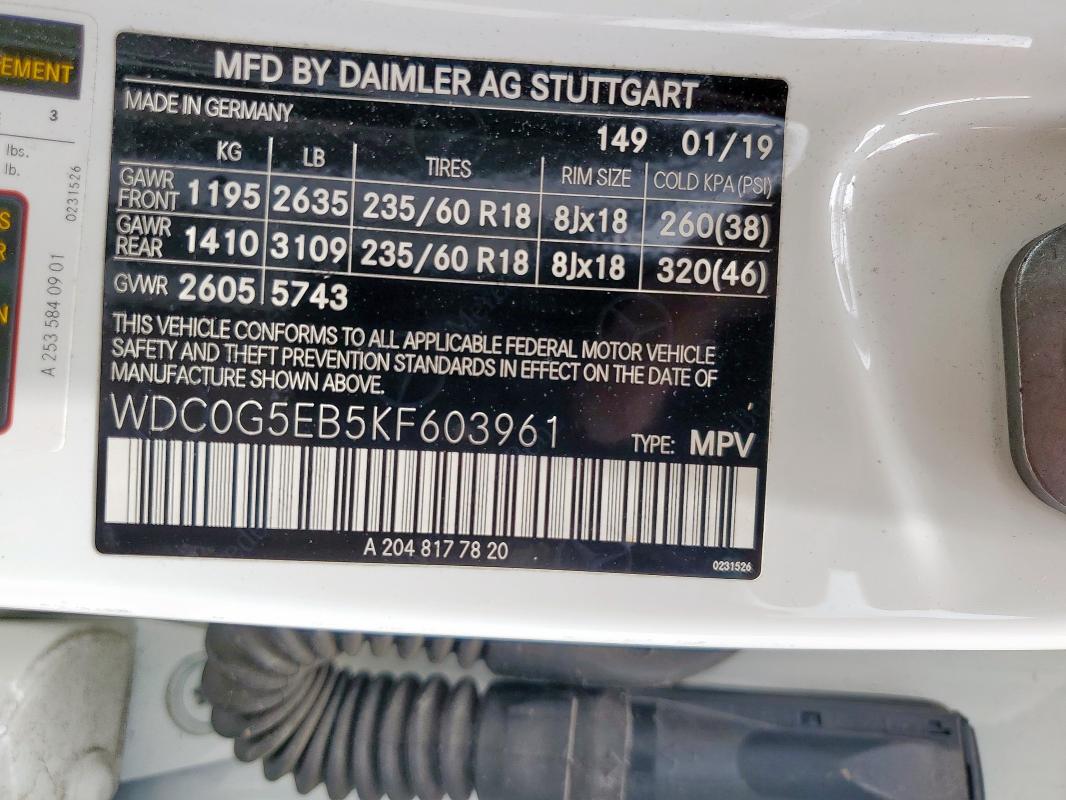 EMENT
3
lbs.
lb.
0231526
A 253 584 09 01
S
R
N
MFD BY DAIMLER AG STUTTGART
MADE IN GERMANY
149 01/19
KG LB TIRES RIM SIZE COLD KPA (PSI)
GAWR FRONT 1195 2635 235/60 R18 8Jx18 260(38)
GAWR REAR 1410 3109 235/60 R18 8Jx18 320(46)
GVWR 2605 5743
THIS VEHICLE CONFORMS TO ALL APPLICABLE FEDERAL MOTOR VEHICLE
SAFETY AND THEFT PREVENTION STANDARDS IN EFFECT ON THE DATE OF
MANUFACTURE SHOWN ABOVE.
WDC0G5EB5KF603961 TYPE: MPV
A 204 817 78 20
0231526